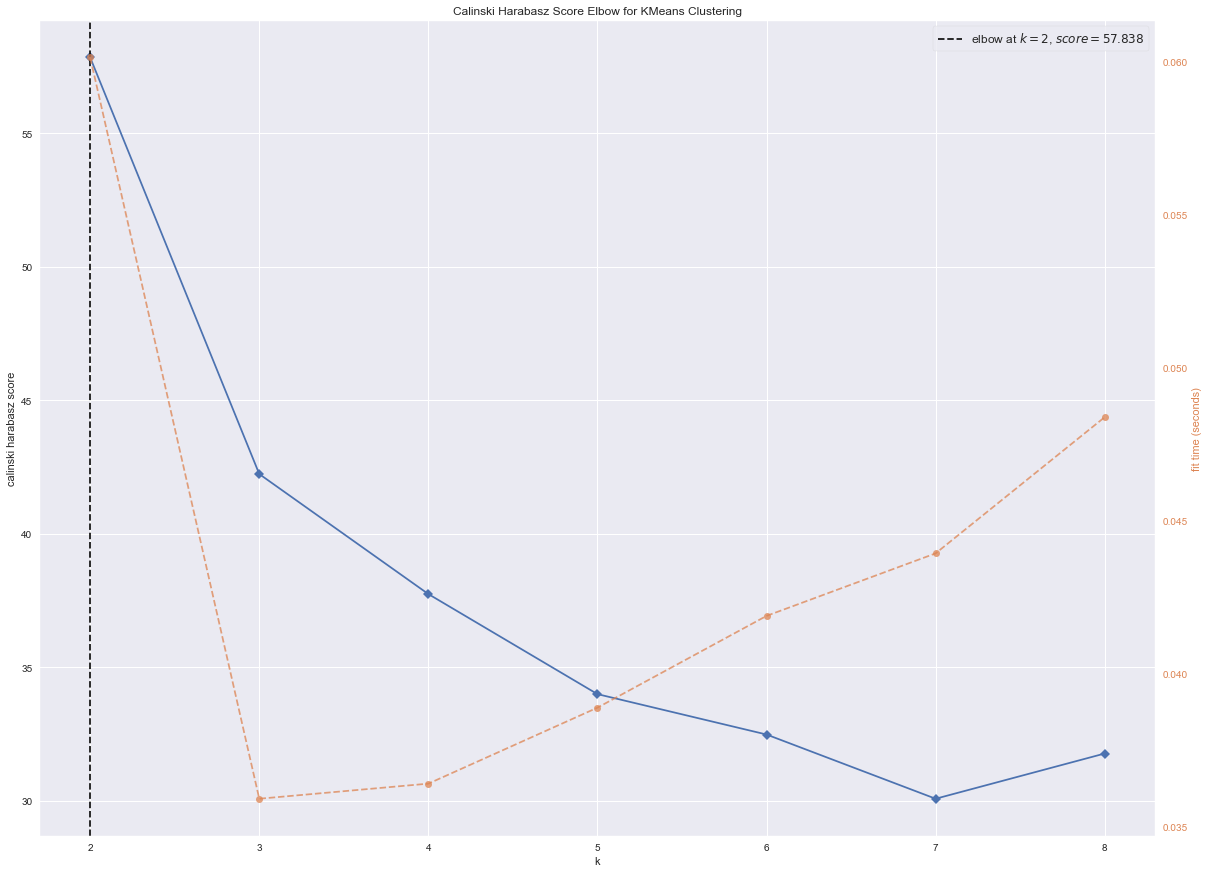 Calinski Harabasz Score Elbow for KMeans Clustering
elbow at k = 2, score = 57.838
calinski harabasz score
55
50
45
40
35
30
0.060
0.055
0.050
0.045
0.040
0.035
fit time (seconds)
2 3 4 5 6 7 8
k